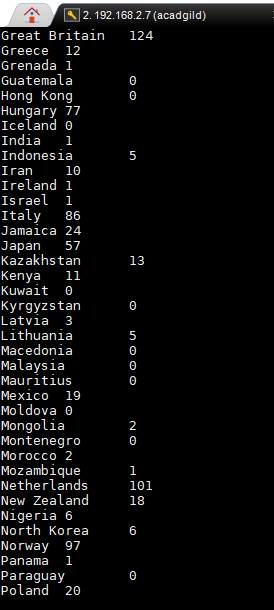 2. 192.168.2.7 (acadgild)
Great Britain 124
Greece 12
Grenada 1
Guatemala 0
Hong Kong 0
Hungary 77
Iceland 0
India 1
Indonesia 5
Iran 10
Ireland 1
Israel 1
Italy 86
Jamaica 24
Japan 57
Kazakhstan 13
Kenya 11
Kuwait 0
Kyrgyzstan 0
Latvia 3
Lithuania 5
Macedonia 0
Malaysia 0
Mauritius 0
Mexico 19
Moldova 0
Mongolia 2
Montenegro 0
Morocco 2
Mozambique 1
Netherlands 101
New Zealand 18
Nigeria 6
North Korea 6
Norway 97
Panama 1
Paraguay 0
Poland 20